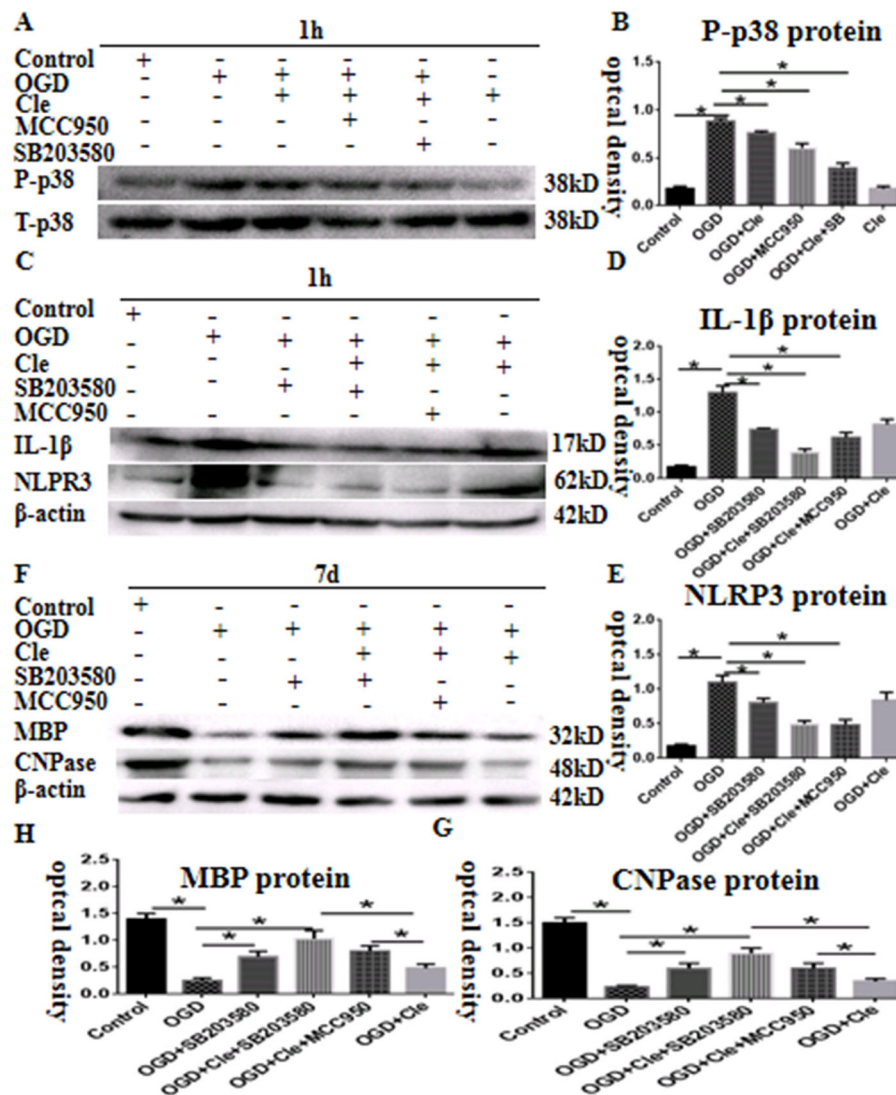 A
1h
Control + - - - - -
OGD - + + + + -
Cle - - + + + +
MCC950 - - - + - -
SB203580 - - - - + -
P-p38 38kD
T-p38 38kD
B
P-p38 protein
optcal density
1.5
1.0
0.5
0.0
* * * *
Control OGD OGD+Cle OGD+MCC950 OGD+Cle+SB Cle
C
1h
Control + - - - - -
OGD - + + + + +
Cle - - - + + +
SB203580 - - + + - -
MCC950 - - - - + -
IL-1β 17kD
NLPR3 62kD
β-actin 42kD
D
IL-1β protein
optcal density
2.0
1.5
1.0
0.5
0.0
* * * *
Control OGD OGD+SB203580 OGD+Cle+SB203580 OGD+Cle+MCC950 OGD+Cle
F
7d
Control + - - - - -
OGD - + + + + +
Cle - - - + + +
SB203580 - - + + - -
MCC950 - - - - + -
MBP 32kD
CNPase 48kD
β-actin 42kD
E
NLRP3 protein
optcal density
2.0
1.5
1.0
0.5
0.0
* * * *
Control OGD OGD+SB203580 OGD+Cle+SB203580 OGD+Cle+MCC950 OGD+Cle
H
MBP protein
optcal density
2.5
2.0
1.5
1.0
0.5
0.0
* * * * *
Control OGD OGD+SB203580 OGD+Cle+SB203580 OGD+Cle+MCC950 OGD+Cle
G
CNPase protein
optcal density
2.5
2.0
1.5
1.0
0.5
0.0
* * * * *
Control OGD OGD+SB203580 OGD+Cle+SB203580 OGD+Cle+MCC950 OGD+Cle